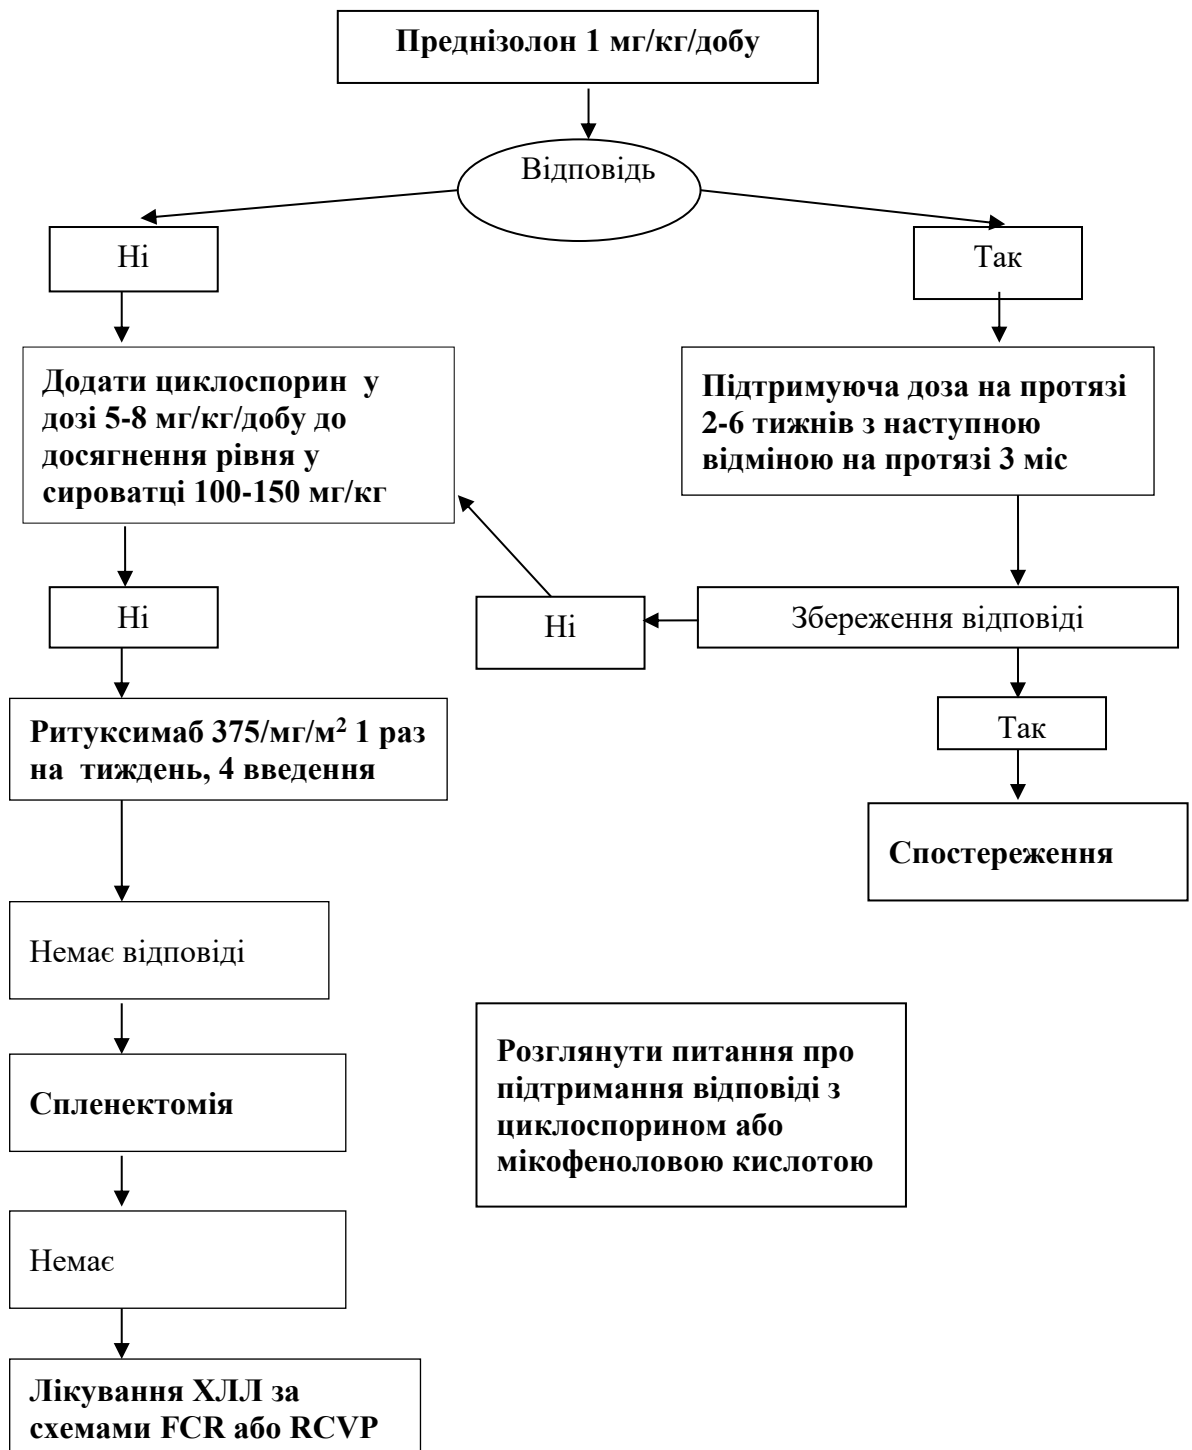 Преднізолон 1 мг/кг/добу
Відповідь
Ні
Так
Додати циклоспорин у
дозі 5-8 мг/кг/добу до
досягнення рівня у
сироватці 100-150 мг/кг
Підтримуюча доза на протязі
2-6 тижнів з наступною
відміною на протязі 3 міс
Ні
Ні
Збереження відповіді
Ритуксимаб 375/мг/м² 1 раз
на тиждень, 4 введення
Так
Спостереження
Немає відповіді
Розглянути питання про
підтримання відповіді з
циклоспорином або
мікофеноловою кислотою
Спленектомія
Немає
Лікування ХЛЛ за
схемами FCR або RCVP